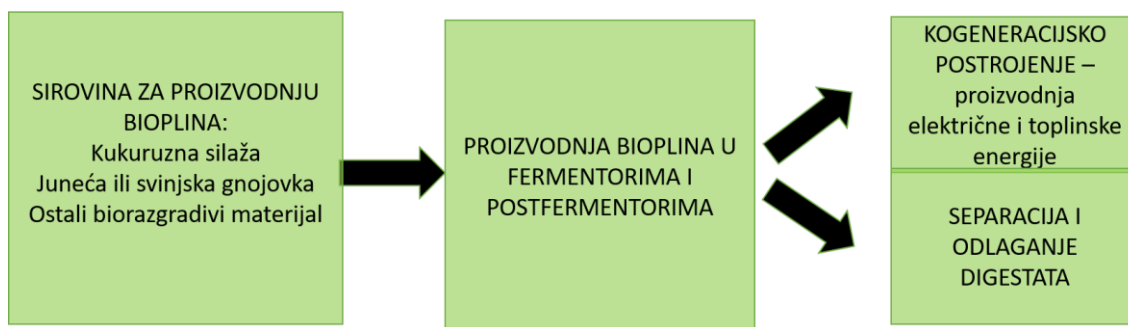 SIROVINA ZA PROIZVODNJU
BIOPLINA:
Kukuruzna silaža
Juneća ili svinjska gnojovka
Ostali biorazgradivi materijal
PROIZVODNJA BIOPLINA U
FERMENTORIMA I
POSTFERMENTORIMA
KOGENERACIJSKO
POSTROJENJE –
proizvodnja
električne i toplinske
energije
SEPARACIJA I
ODLAGANJE
DIGESTATA